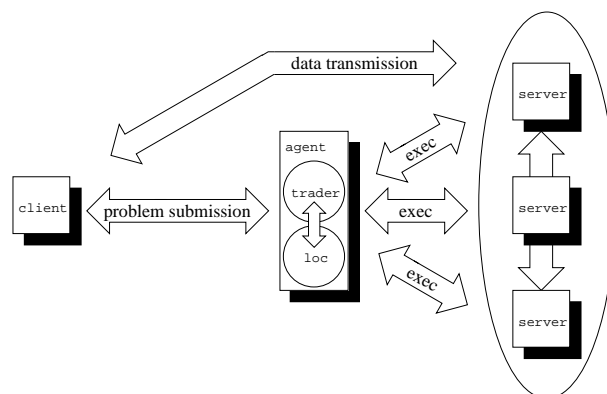 data transmission
server
agent
exec
trader
client
problem submission
exec
server
loc
exec
server